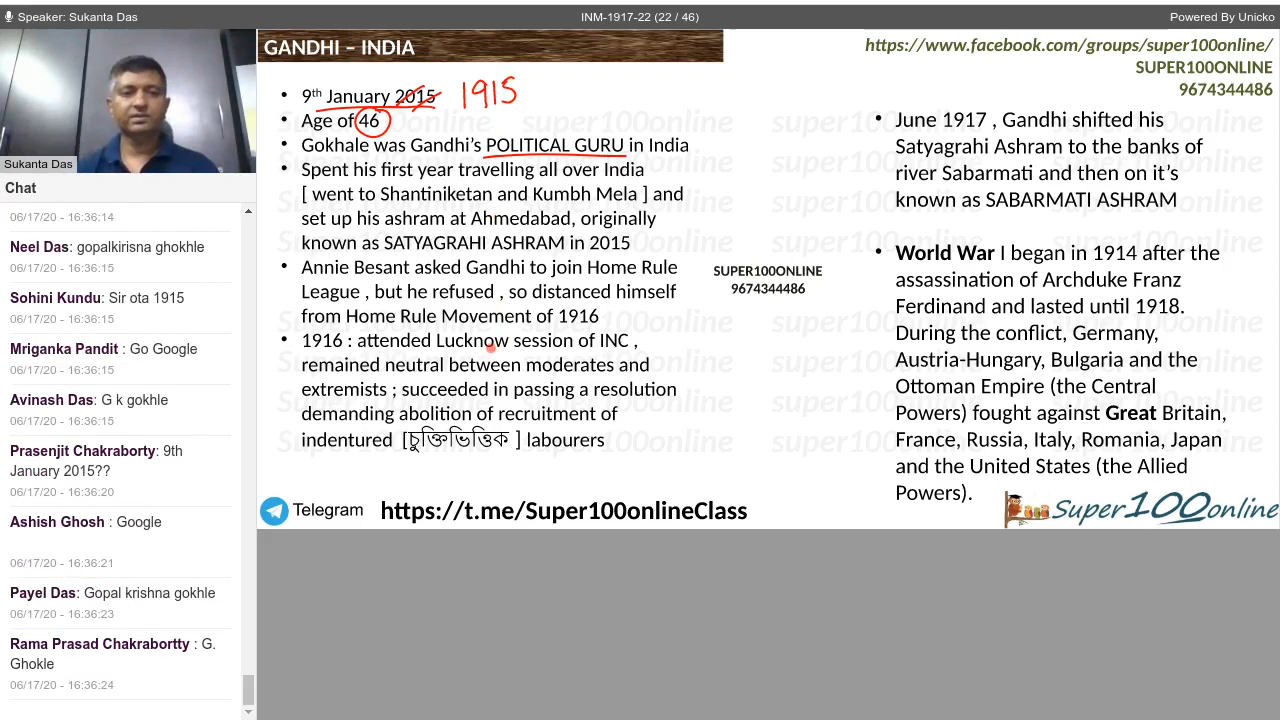 Speaker: Sukanta Das
INM-1917-22 (22 / 46)
Powered By Unicko
Sukanta Das
Chat
06/17/20 - 16:36:14
Neel Das: gopalkirisna ghokhle
06/17/20 - 16:36:15
Sohini Kundu: Sir ota 1915
06/17/20 - 16:36:15
Mriganka Pandit : Go Google
06/17/20 - 16:36:15
Avinash Das: G k gokhle
06/17/20 - 16:36:15
Prasenjit Chakraborty: 9th
January 2015??
06/17/20 - 16:36:20
Ashish Ghosh : Google
06/17/20 - 16:36:21
Payel Das: Gopal krishna gokhle
06/17/20 - 16:36:23
Rama Prasad Chakrabortty : G.
Ghokle
06/17/20 - 16:36:24
GANDHI – INDIA
• 9th January 2015 1915
• Age of 46
• Gokhale was Gandhi's POLITICAL GURU in India
• Spent his first year travelling all over India
[ went to Shantiniketan and Kumbh Mela ] and
set up his ashram at Ahmedabad, originally
known as SATYAGRAHI ASHRAM in 2015
• Annie Besant asked Gandhi to join Home Rule
League , but he refused , so distanced himself
from Home Rule Movement of 1916
• 1916 : attended Lucknow session of INC ,
remained neutral between moderates and
extremists ; succeeded in passing a resolution
demanding abolition of recruitment of
indentured [চুক্তিভিত্তিক ] labourers
SUPER100ONLINE
9674344486
https://www.facebook.com/groups/super100online/
SUPER100ONLINE
9674344486
• June 1917 , Gandhi shifted his
Satyagrahi Ashram to the banks of
river Sabarmati and then on it's
known as SABARMATI ASHRAM
• World War I began in 1914 after the
assassination of Archduke Franz
Ferdinand and lasted until 1918.
During the conflict, Germany,
Austria-Hungary, Bulgaria and the
Ottoman Empire (the Central
Powers) fought against Great Britain,
France, Russia, Italy, Romania, Japan
and the United States (the Allied
Powers).
Telegram https://t.me/Super100onlineClass
Super100online